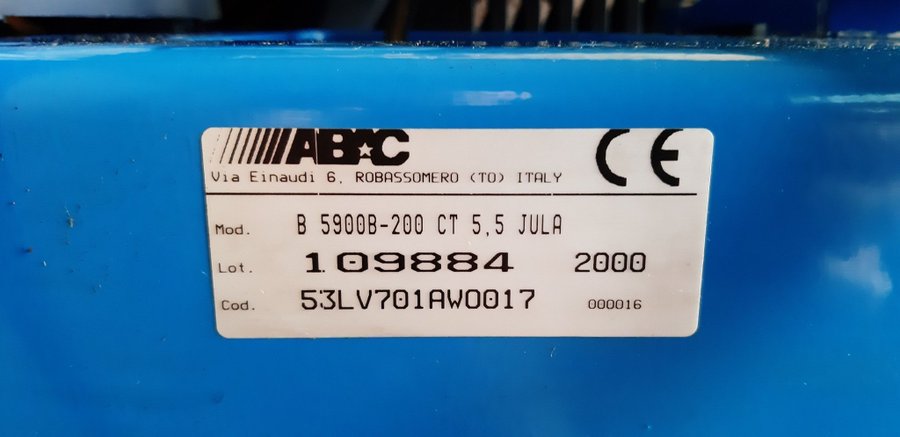 ABAC CE
Via Einaudi 6, ROBASSOMERO (TO) ITALY
Mod. B 5900B-200 CT 5,5 JULA
Lot. 109884 2000
Cod. 53LV701AWO017 000016